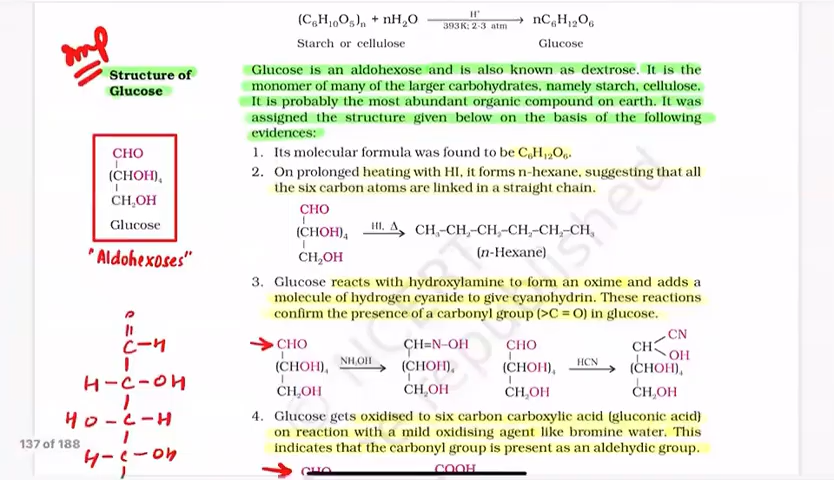 (C₆H₁₀O₅)ₙ + nH₂O H⁺ 393K; 2-3 atm nC₆H₁₂O₆
Starch or cellulose Glucose
Imp
Structure of
Glucose
Glucose is an aldohexose and is also known as dextrose. It is the
monomer of many of the larger carbohydrates, namely starch, cellulose.
It is probably the most abundant organic compound on earth. It was
assigned the structure given below on the basis of the following
evidences:
CHO
(CHOH)₄
CH₂OH
Glucose
"Aldohexoses"
1. Its molecular formula was found to be C₆H₁₂O₆.
2. On prolonged heating with HI, it forms n-hexane, suggesting that all
the six carbon atoms are linked in a straight chain.
CHO
(CHOH)₄ HI, Δ CH₃–CH₂–CH₂–CH₂–CH₂–CH₃
CH₂OH (n-Hexane)
3. Glucose reacts with hydroxylamine to form an oxime and adds a
molecule of hydrogen cyanide to give cyanohydrin. These reactions
confirm the presence of a carbonyl group (>C = O) in glucose.
CHO CH=N–OH CHO CH CN OH
(CHOH)₄ NH₂OH (CHOH)₄ (CHOH)₄ HCN (CHOH)₄
CH₂OH CH₂OH CH₂OH CH₂OH
O
C–H
H–C–OH
HO–C–H
H–C–OH
4. Glucose gets oxidised to six carbon carboxylic acid (gluconic acid)
on reaction with a mild oxidising agent like bromine water. This
indicates that the carbonyl group is present as an aldehydic group.
CHO COOH
137 of 188
© NCERT
be republished